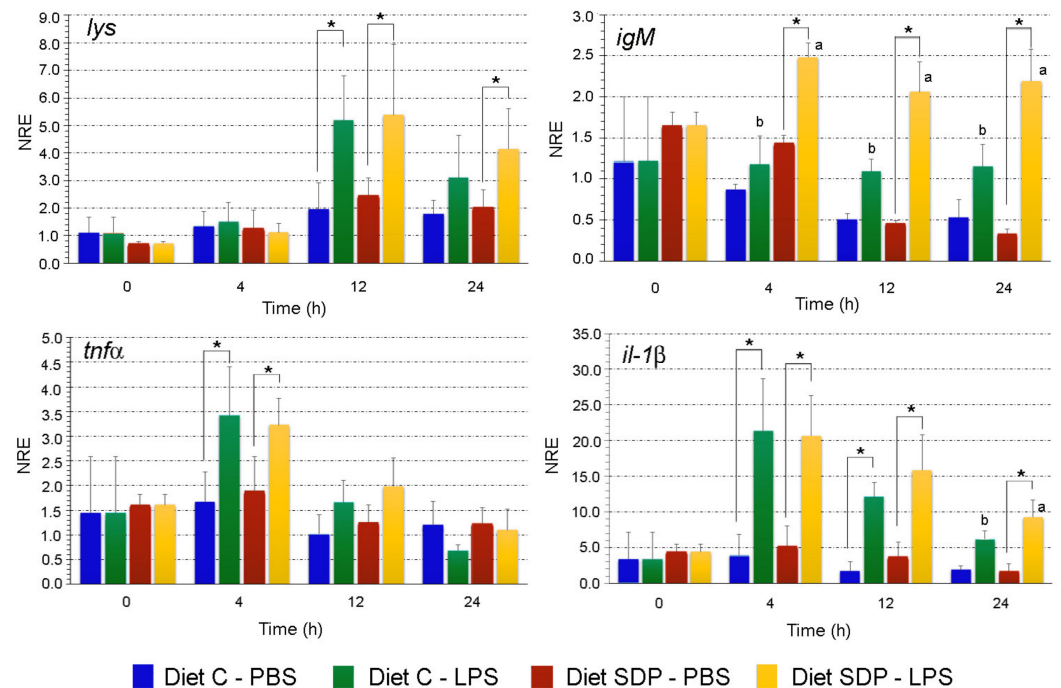 lys
NRE
9.0
8.0
7.0
6.0
5.0
4.0
3.0
2.0
1.0
0.0
* * *
0 4 12 24
Time (h)
igM
NRE
3.0
2.5
2.0
1.5
1.0
0.5
0.0
* * *
b a b a b a
0 4 12 24
Time (h)
tnfα
NRE
5.0
4.5
4.0
3.5
3.0
2.5
2.0
1.5
1.0
0.5
0.0
* *
0 4 12 24
Time (h)
il-1β
NRE
35.0
30.0
25.0
20.0
15.0
10.0
5.0
0.0
* * * * *
b a
0 4 12 24
Time (h)
Diet C - PBS Diet C - LPS Diet SDP - PBS Diet SDP - LPS